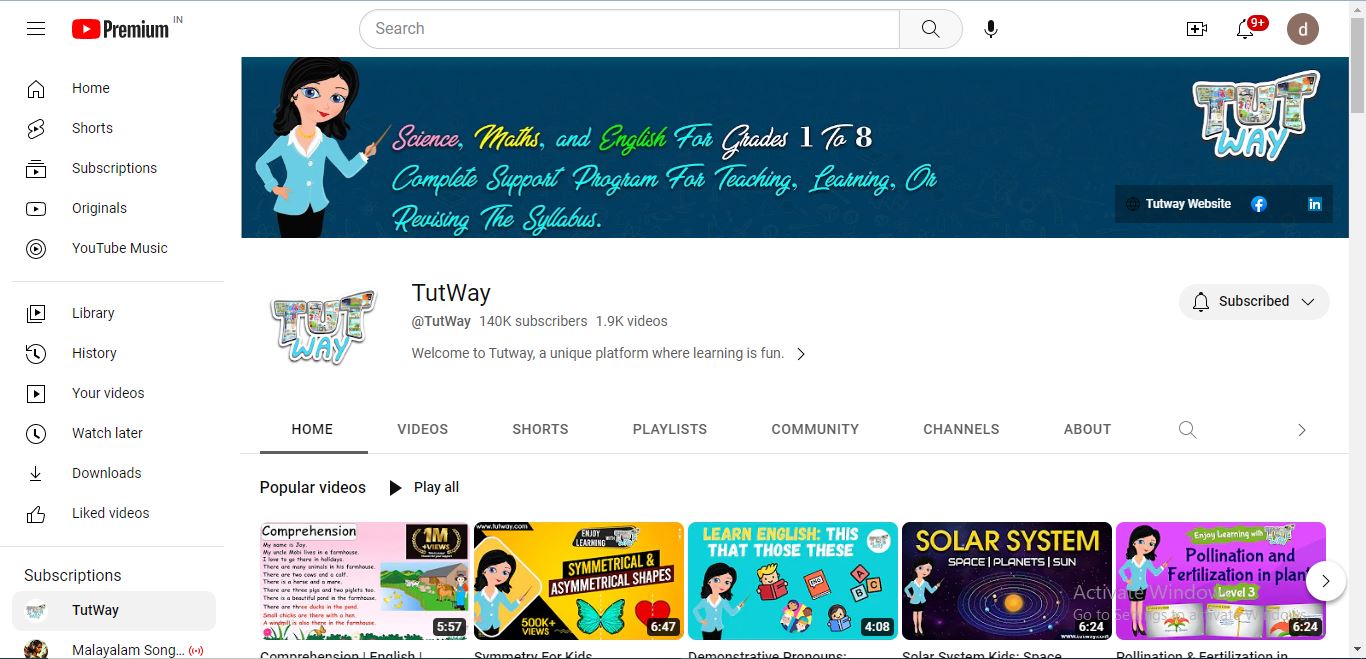 Premium IN
Search
9+
d
Home
Shorts
Subscriptions
Originals
YouTube Music
Library
History
Your videos
Watch later
Downloads
Liked videos
Subscriptions
TutWay
Malayalam Song...
Science, Maths, and English For Grades 1 To 8
Complete Support Program For Teaching, Learning, Or
Revising The Syllabus.
TUT
WAY
Tutway Website
TUT
WAY
TutWay
@TutWay 140K subscribers 1.9K videos
Welcome to Tutway, a unique platform where learning is fun.
Subscribed
HOME VIDEOS SHORTS PLAYLISTS COMMUNITY CHANNELS ABOUT
Popular videos Play all
Comprehension
My name is Joy.
My uncle Mobi lives in a farmhouse.
I love to go there in holidays.
There are many animals in his farmhouse.
There are two cows and a calf.
There is a horse and a mare.
There are three pigs and two piglets too.
There is a beautiful pond in the farmhouse.
There are three ducks in the pond.
Small chicks are there with a hen.
A windmill is also there in the farmhouse.
1M
+VIEWS
5:57
www.tutway.com
ENJOY
LEARNING WITH
SYMMETRICAL &
ASYMMETRICAL SHAPES
500K+
VIEWS
6:47
LEARN ENGLISH: THIS
THAT THOSE THESE
ENG
A
B C
4:08
SOLAR SYSTEM
SPACE | PLANETS | SUN
6:24
Enjoy Learning with
Pollination and
Fertilization in plant
Level 3
6:24
Comprehension | English |
Symmetry For Kids
Demonstrative Pronouns:
Solar System Kids: Space
Pollination & Fertilization in
Activate Windows
Go to Settings to activate Windows.